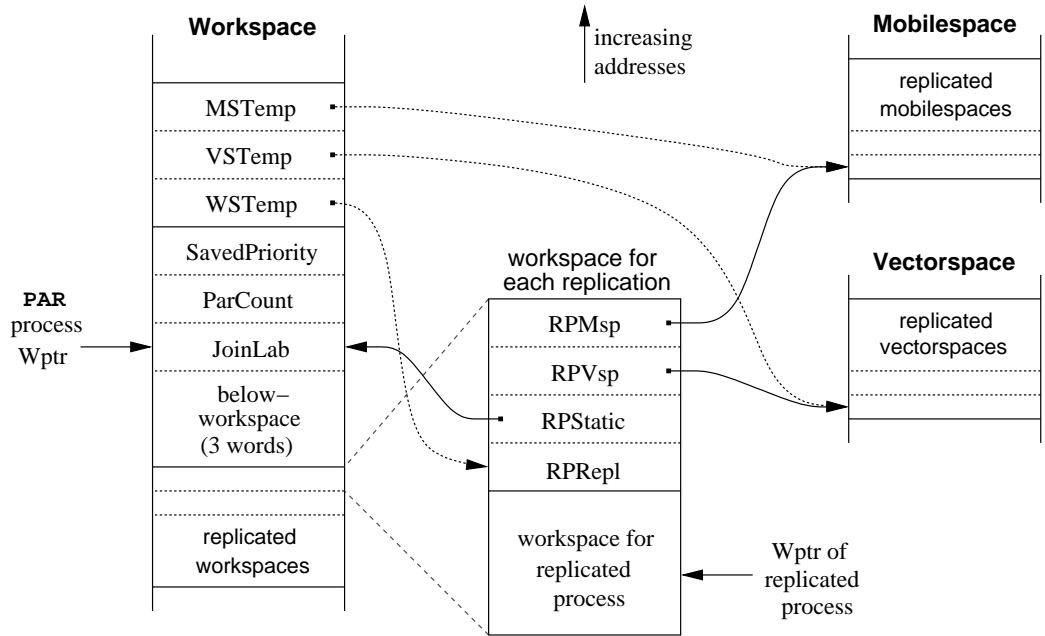 Workspace
MSTemp
VSTemp
WSTemp
SavedPriority
ParCount
JoinLab
below−
workspace
(3 words)
replicated
workspaces
PAR
process
Wptr
increasing
addresses
workspace for
each replication
RPMsp
RPVsp
RPStatic
RPRepl
workspace for
replicated
process
Wptr of
replicated
process
Mobilespace
replicated
mobilespaces
Vectorspace
replicated
vectorspaces